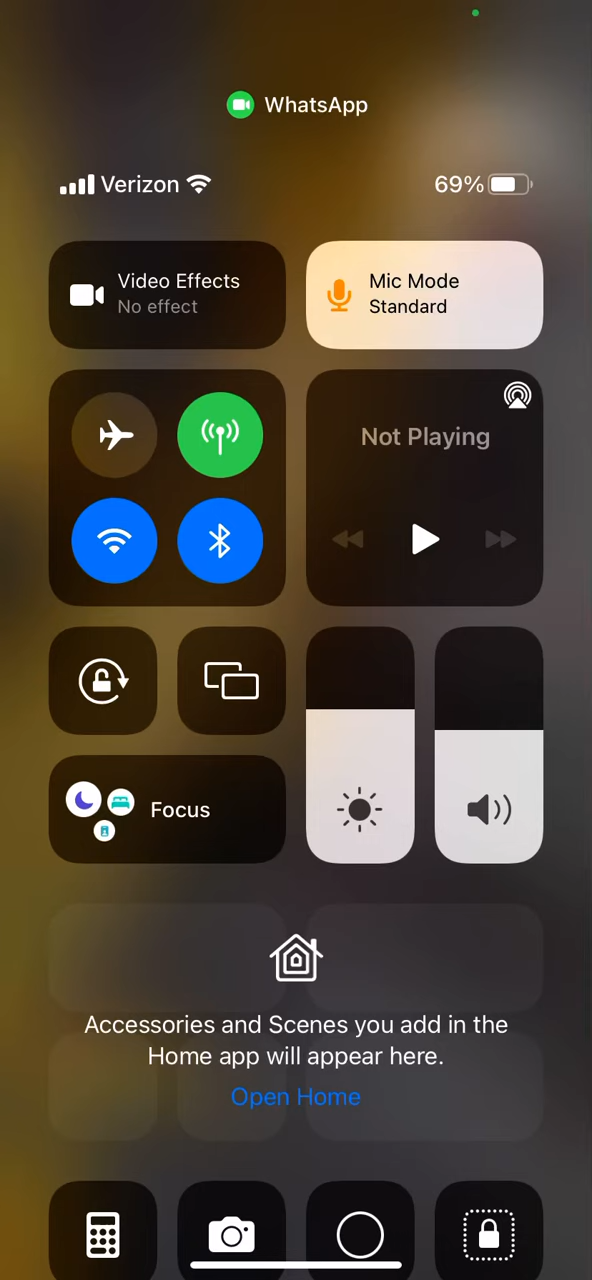 WhatsApp
Verizon 69%
Video Effects
No effect
Mic Mode
Standard
Not Playing
Focus
Accessories and Scenes you add in the
Home app will appear here.
Open Home